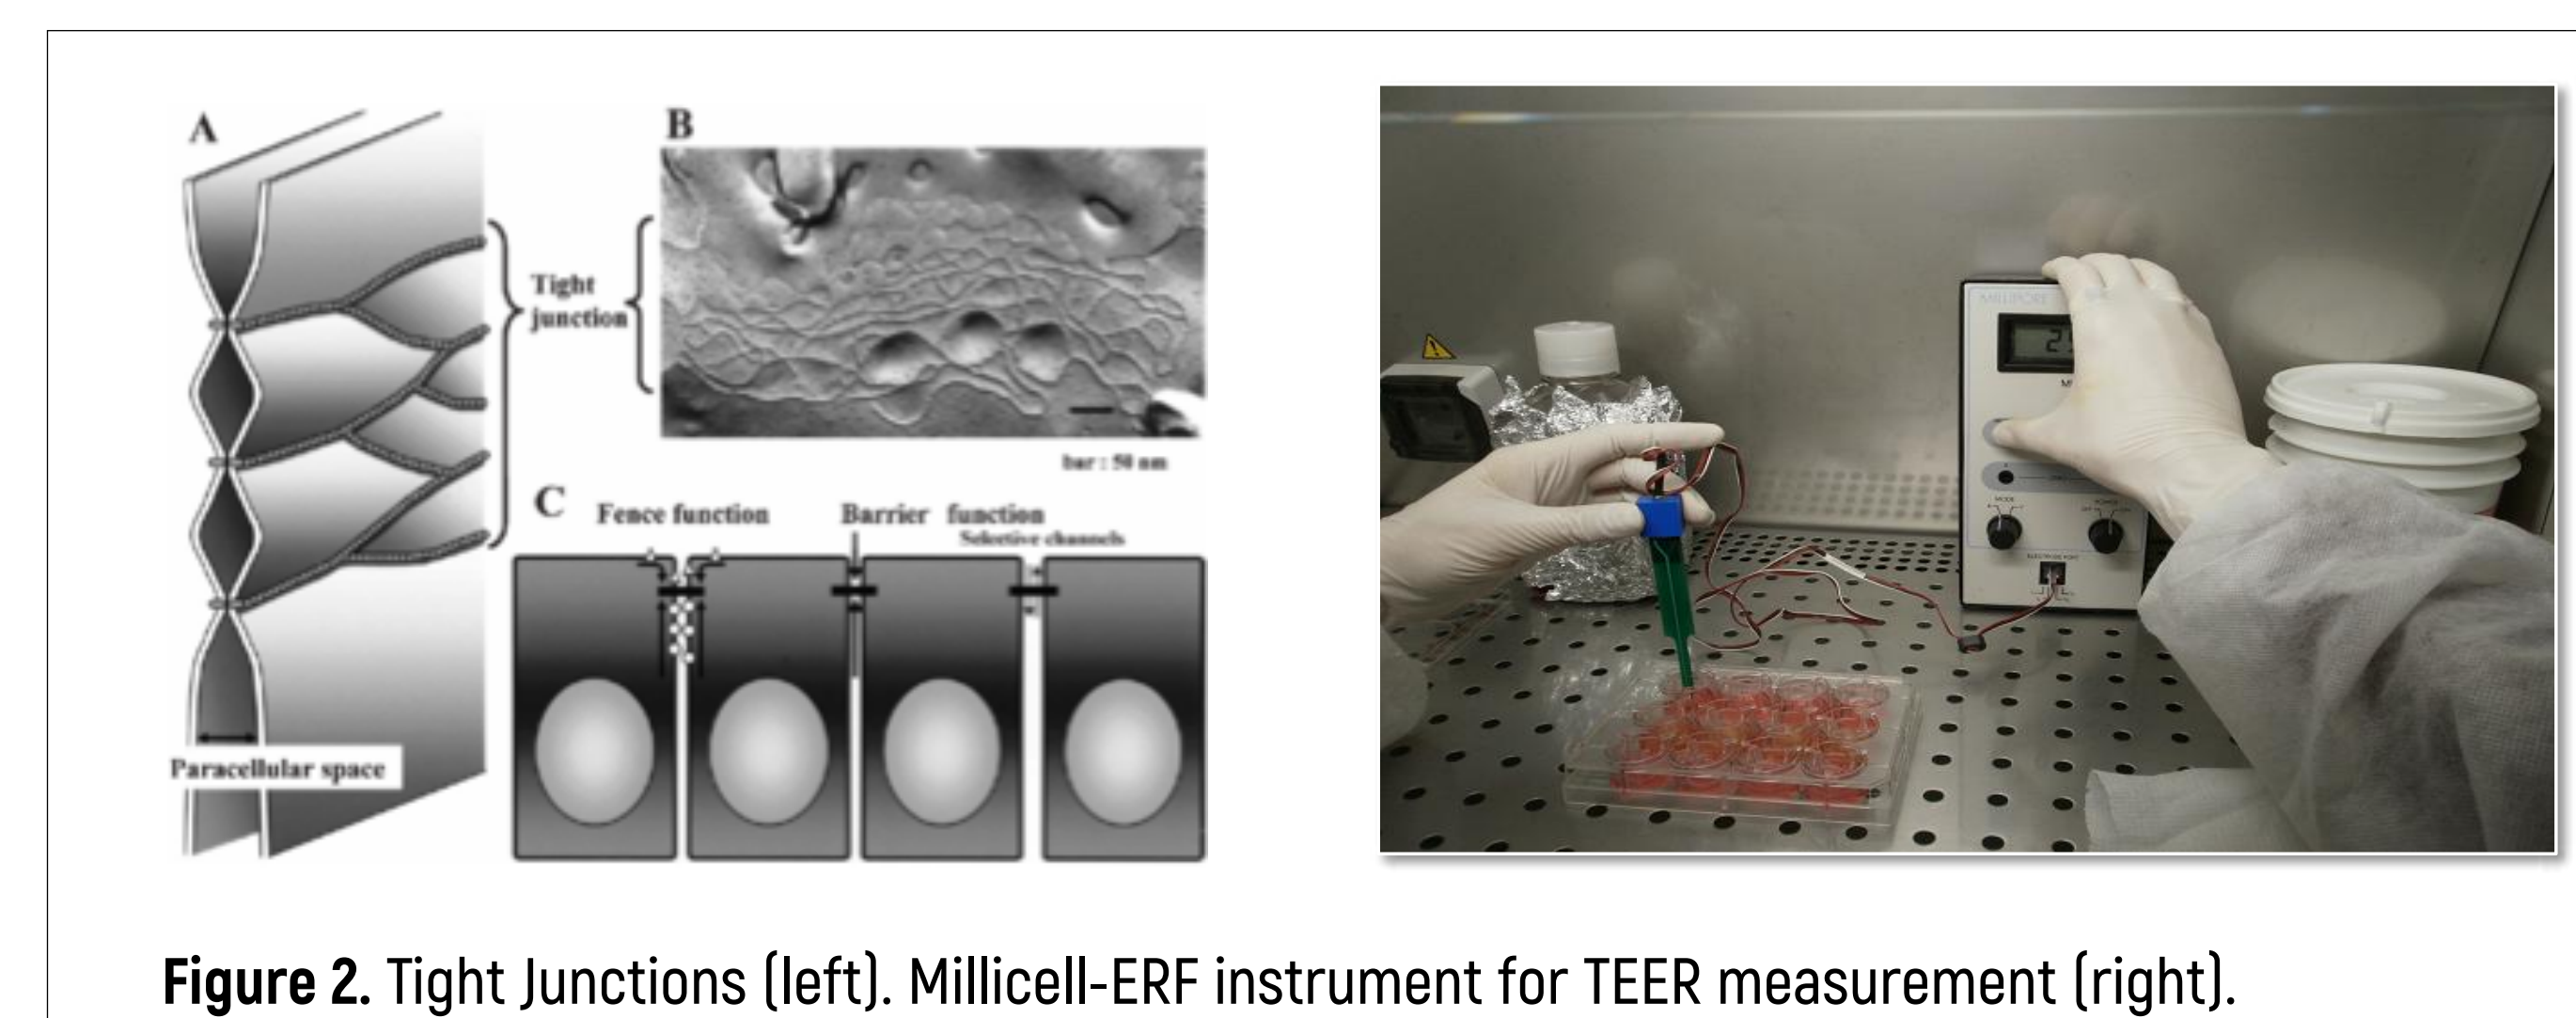 A
B
Tight
junction
bar : 50 nm
C
Fence function
Barrier function
Selective channels
Paracellular space
MILLIPORE
MODE
POWER
ELECTRODE PORT
Figure 2. Tight Junctions (left). Millicell-ERF instrument for TEER measurement (right).